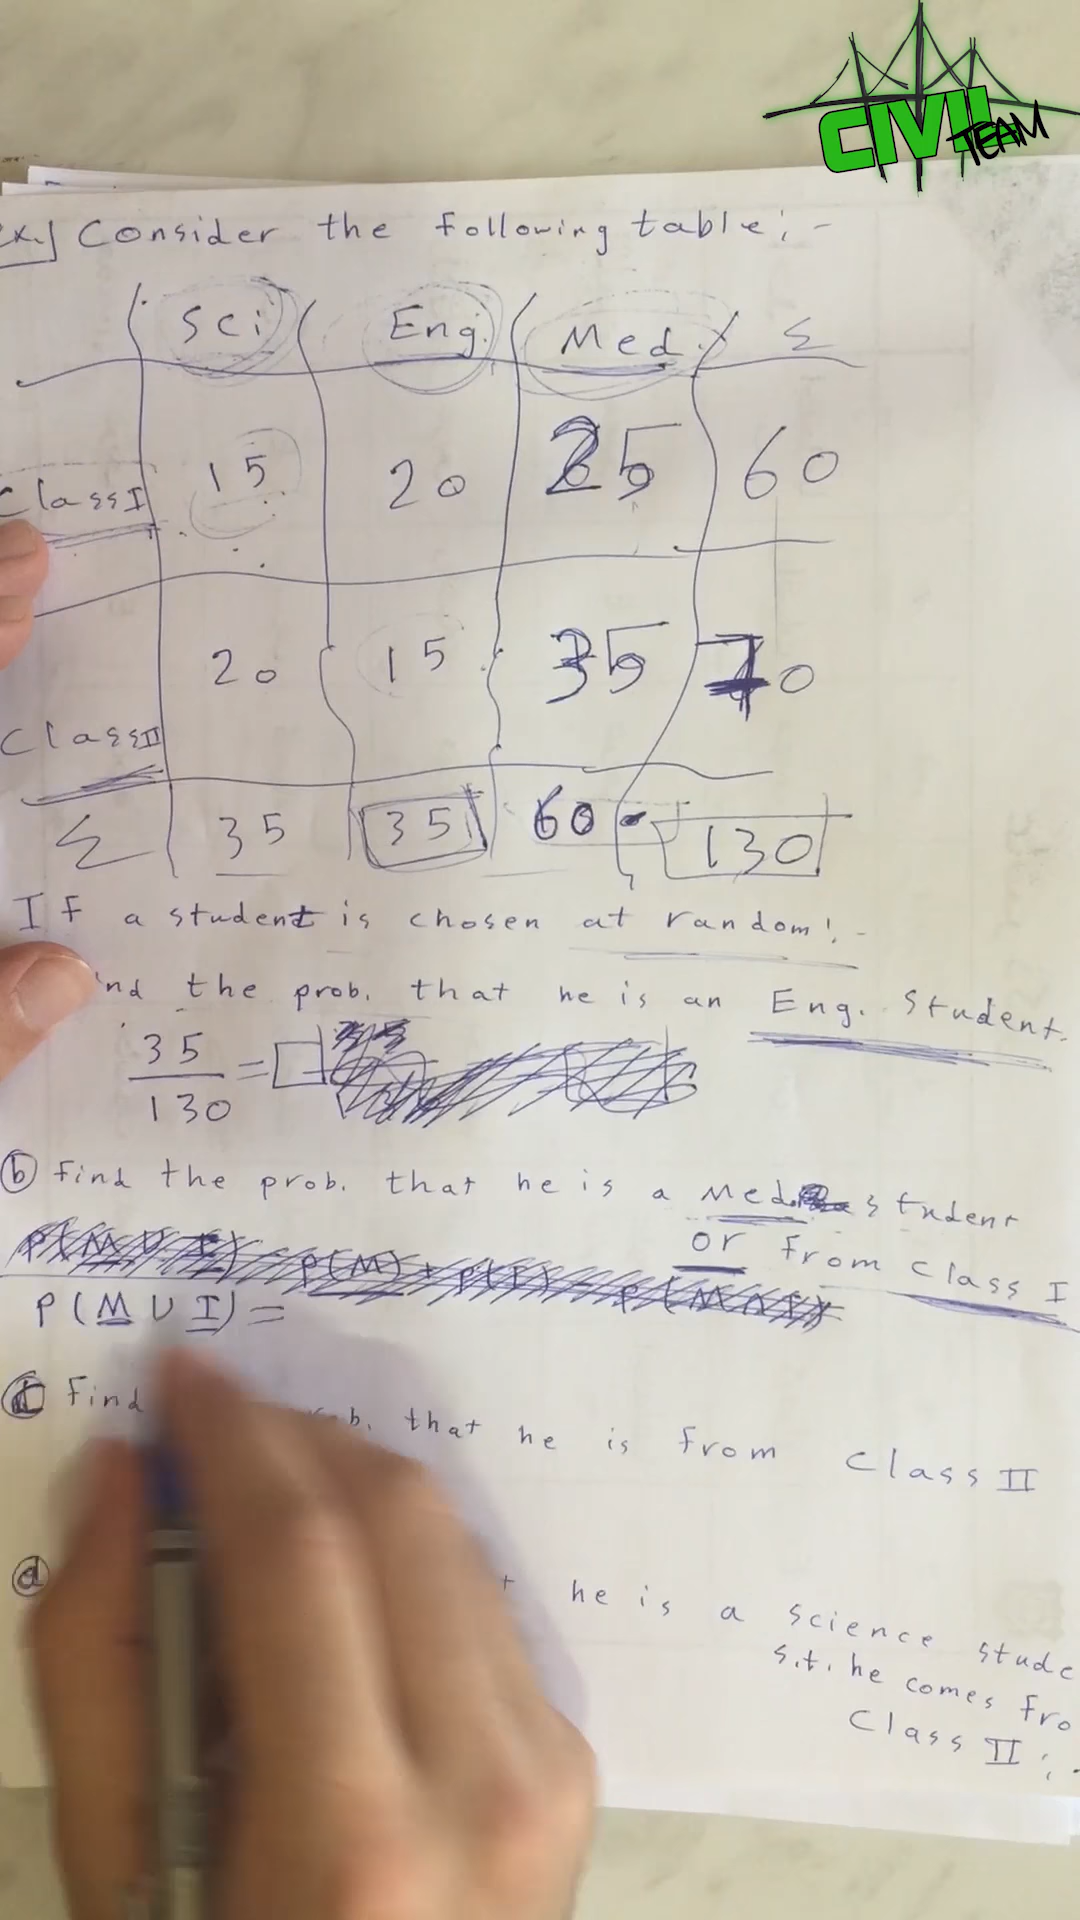 CIVIL TEAM
Ex.] Consider the following table:-
Sci Eng. Med. Σ
Class I 15 20 25 60
Class II 20 15 35 70
Σ 35 35 60 130
If a student is chosen at random:-
the prob. that he is an Eng. Student.
35/130 = □
(b) Find the prob. that he is a Med. student
or from class I
P(M ∪ I) =
Find that he is from Class II
(d) he is a science
s.t. he comes
Class II :-